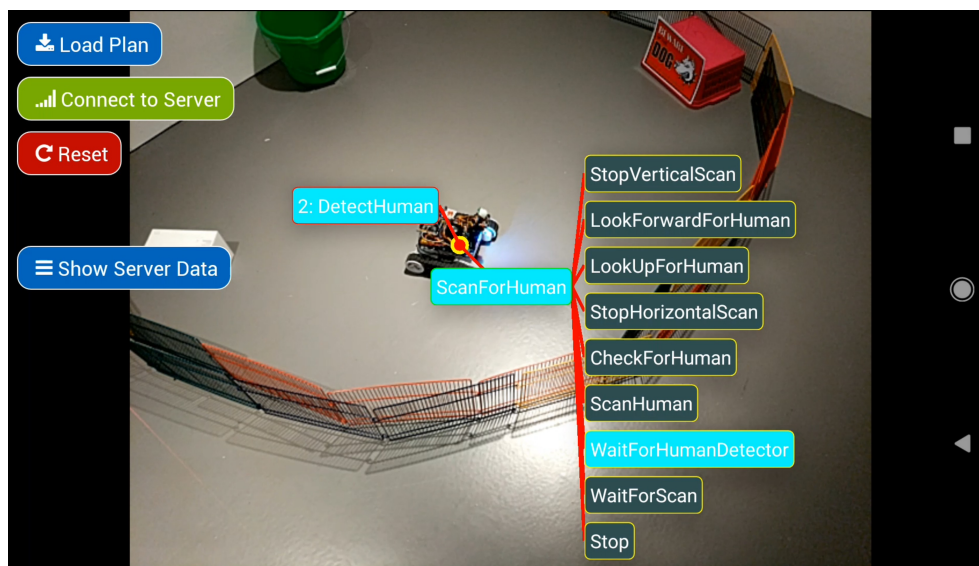 Load Plan
Connect to Server
Reset
Show Server Data
BEWARE
DOG
2: DetectHuman
ScanForHuman
StopVerticalScan
LookForwardForHuman
LookUpForHuman
StopHorizontalScan
CheckForHuman
ScanHuman
WaitForHumanDetector
WaitForScan
Stop